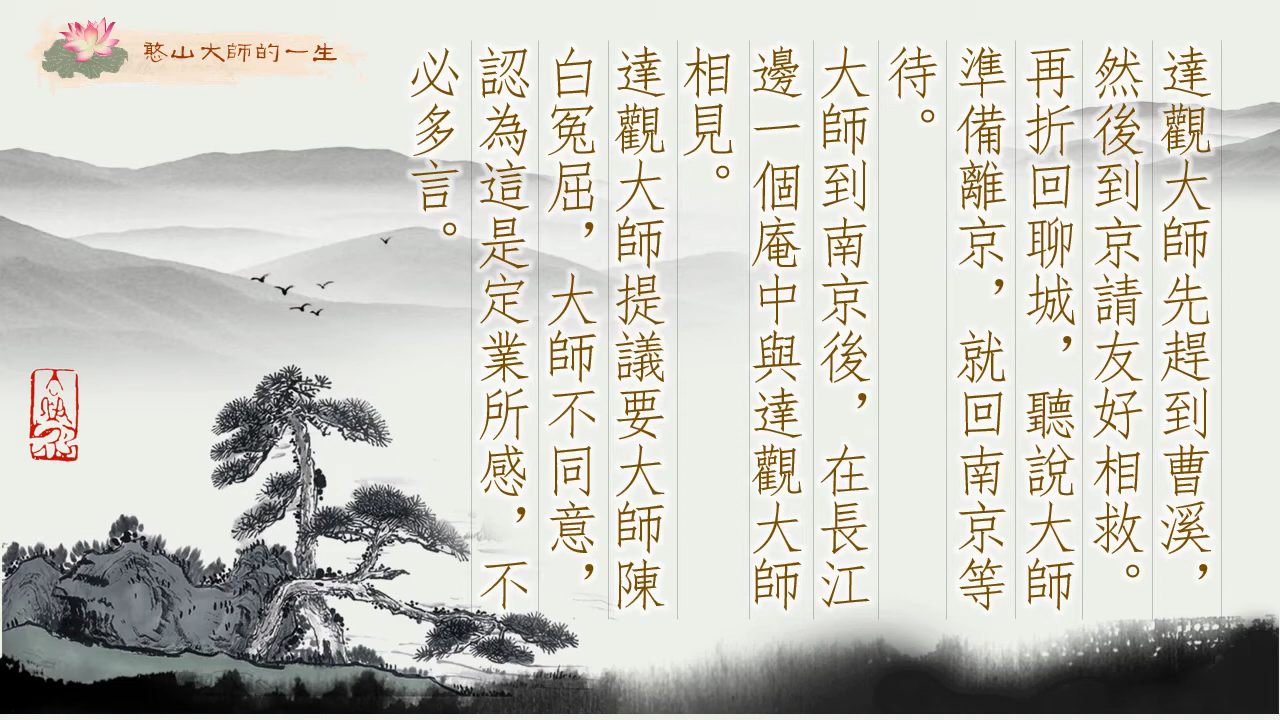 憨山大師的一生
達觀大師先趕到曹溪，
然後到京請友好相救。
再折回聊城，聽說大師
準備離京，就回南京等
待。
大師到南京後，在長江
邊一個庵中與達觀大師
相見。
達觀大師提議要大師陳
白冤屈，大師不同意，
認為這是定業所感，不
必多言。